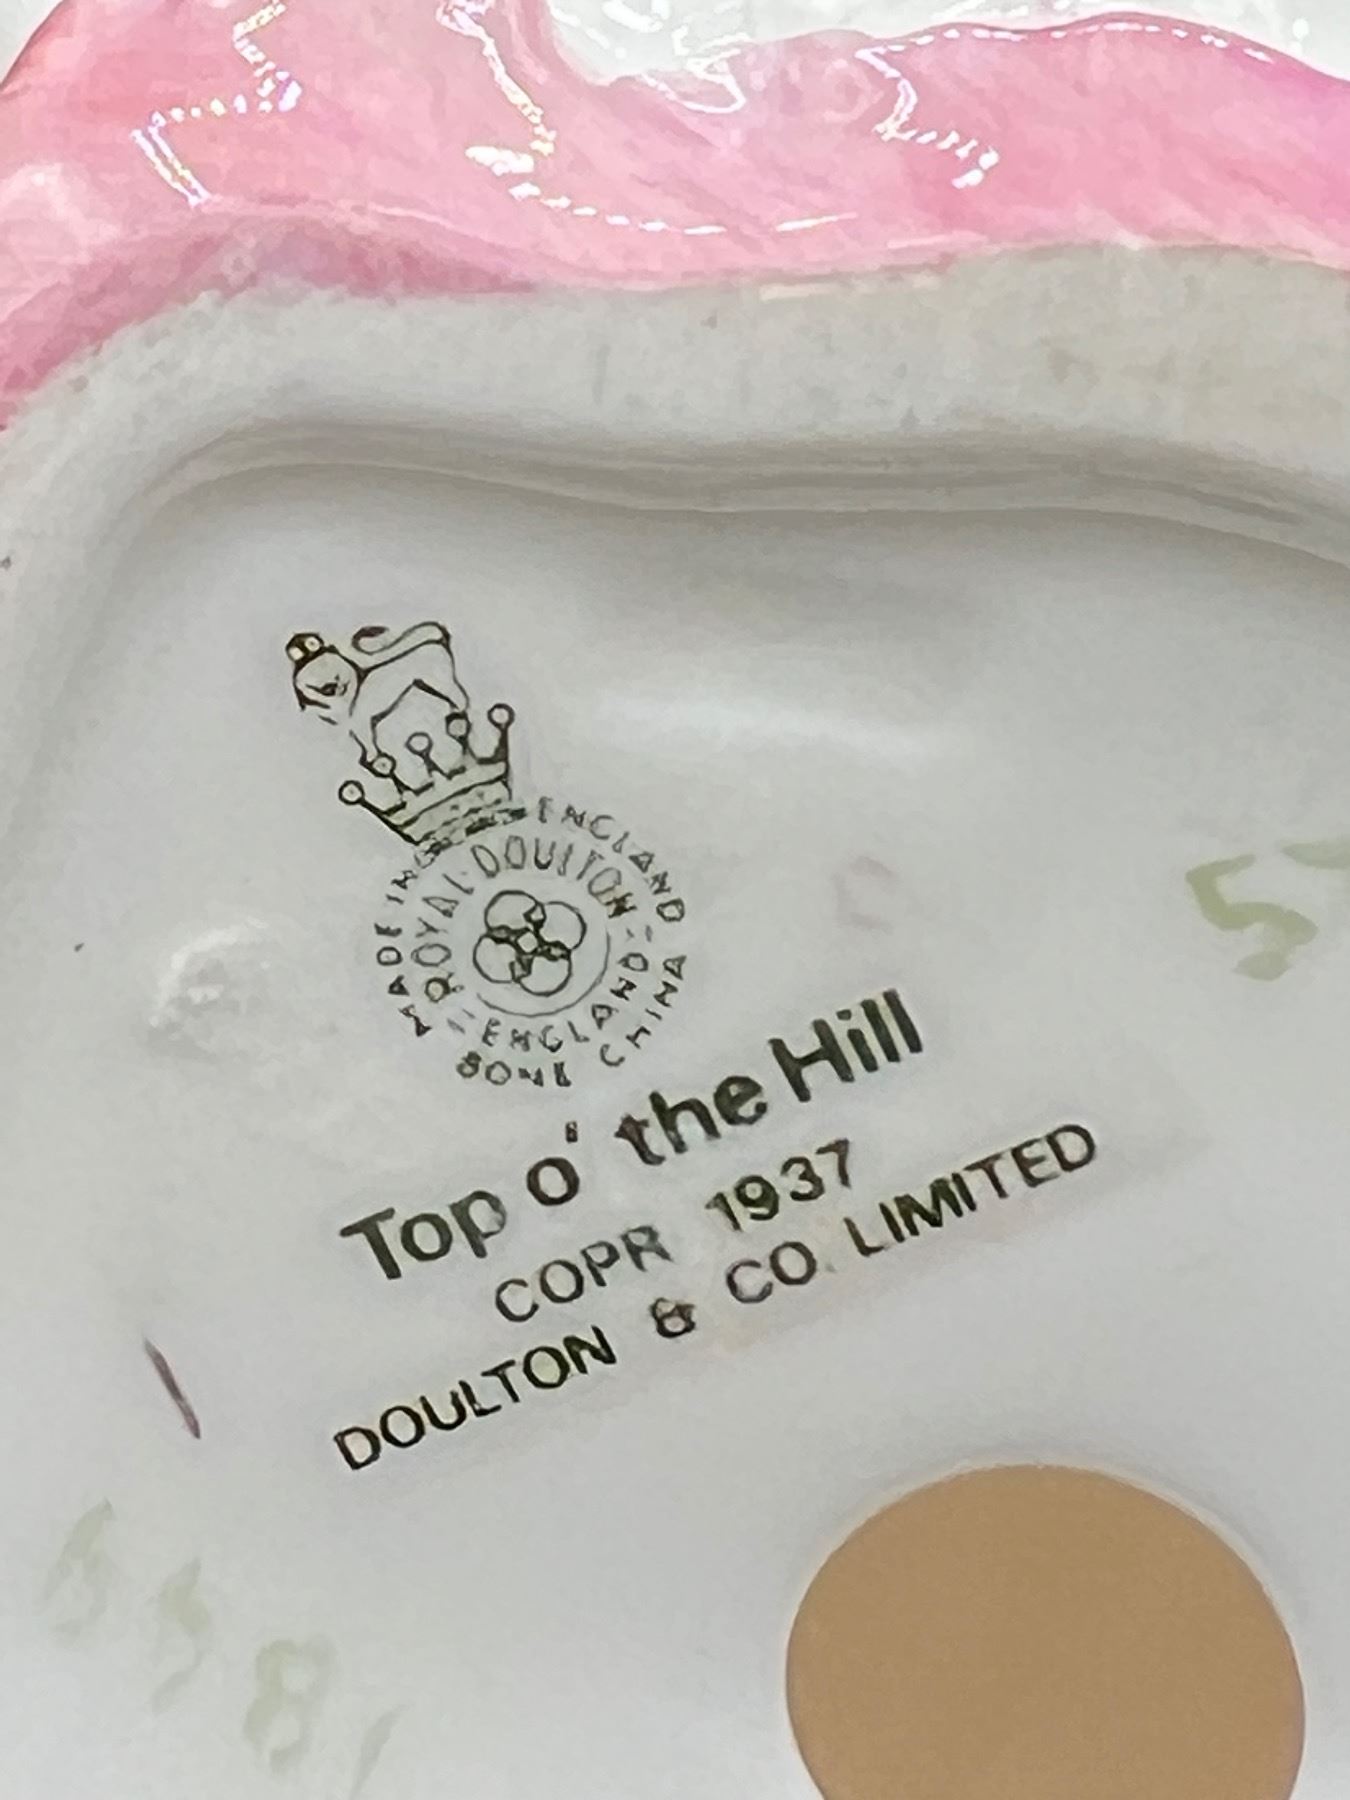 MADE IN ENGLAND
ROYAL·DOULTON
ENGLAND
BONE CHINA
Top o' the Hill
COPR 1937
DOULTON & CO. LIMITED